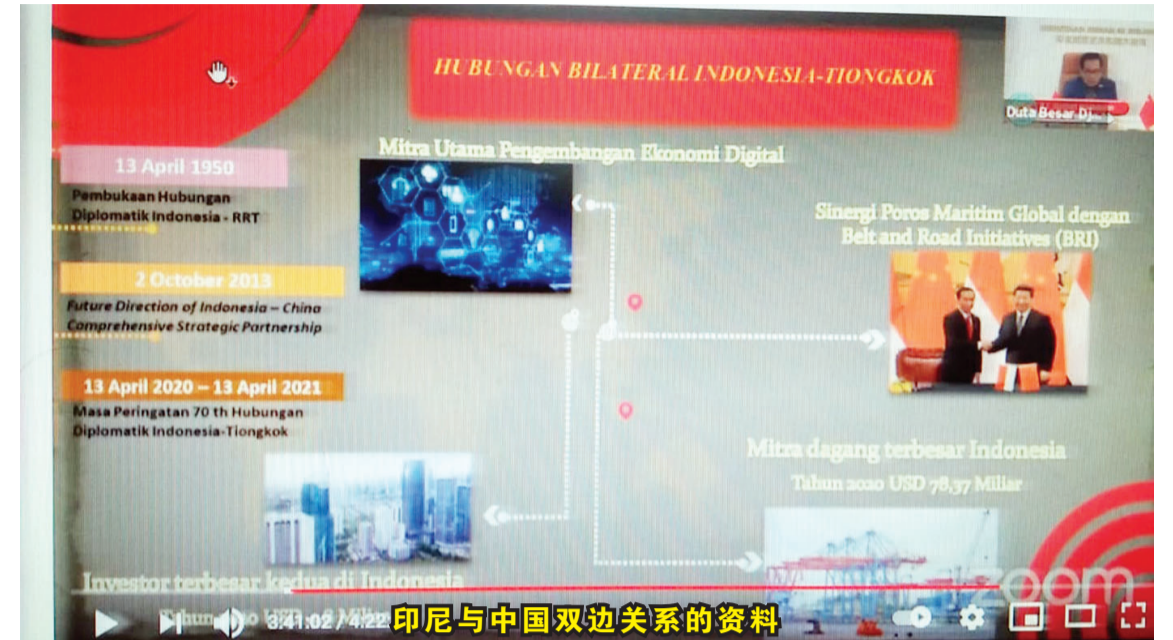 HUBUNGAN BILATERAL INDONESIA-TIONGKOK
Duta Besar Dj...
13 April 1950
Pembukaan Hubungan
Diplomatik Indonesia - RRT
2 October 2013
Future Direction of Indonesia – China
Comprehensive Strategic Partnership
13 April 2020 – 13 April 2021
Masa Peringatan 70 th Hubungan
Diplomatik Indonesia-Tiongkok
Mitra Utama Pengembangan Ekonomi Digital
Sinergi Poros Maritim Global dengan
Belt and Road Initiatives (BRI)
Mitra dagang terbesar Indonesia
Tahun 2020 USD 78,37 Miliar
Investor terbesar kedua di Indonesia
zoom
3:41:02 / 4:22:
印尼与中国双边关系的资料